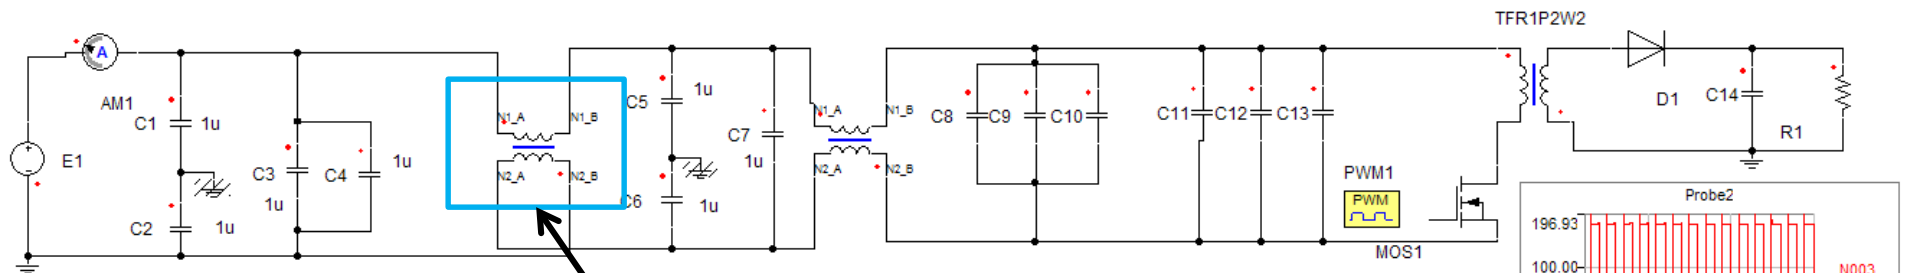 TFR1P2W2
A
AM1
C1
1u
E1
C2
1u
C3
1u
C4
1u
N1_A
N1_B
N2_A
N2_B
C5
1u
C6
1u
C7
1u
N1_A
N1_B
N2_A
N2_B
C8
C9
C10
C11
C12
C13
D1
C14
R1
PWM1
PWM
MOS1
Probe2
196.93
100.00
N003